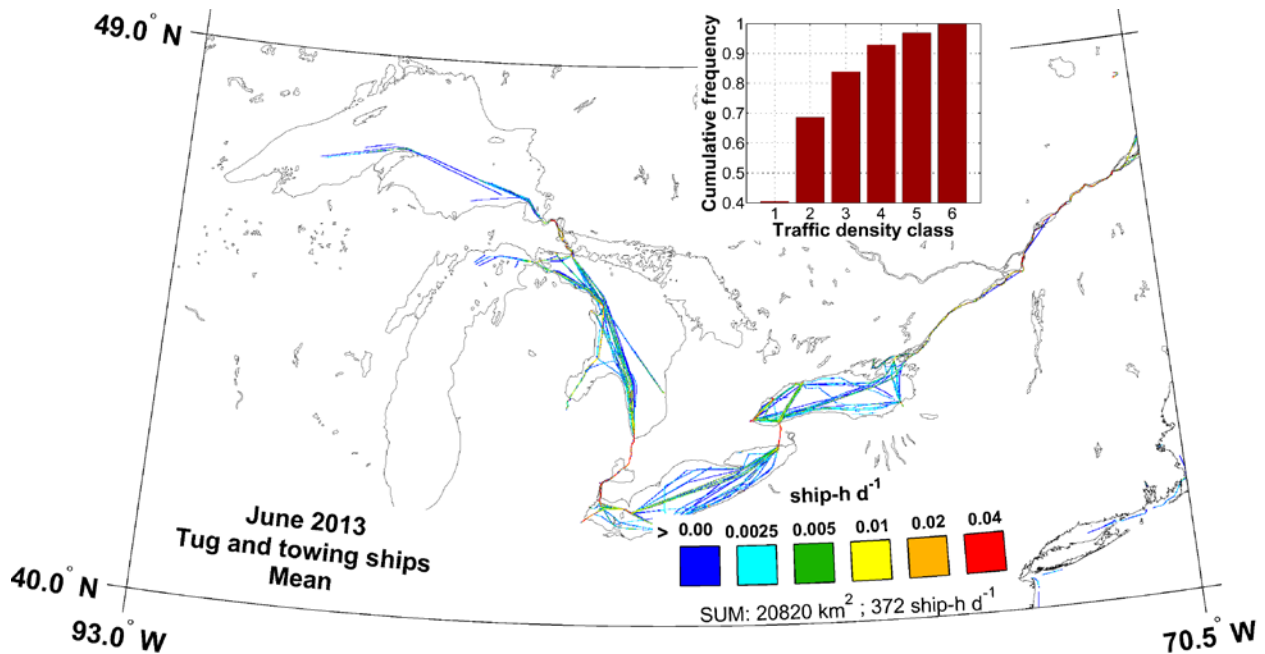 49.0° N
Cumulative frequency
1
0.9
0.8
0.7
0.6
0.5
0.4
1 2 3 4 5 6
Traffic density class
June 2013
Tug and towing ships
Mean
ship-h d⁻¹
> 0.00 0.0025 0.005 0.01 0.02 0.04
SUM: 20820 km² ; 372 ship-h d⁻¹
40.0° N
93.0° W
70.5° W